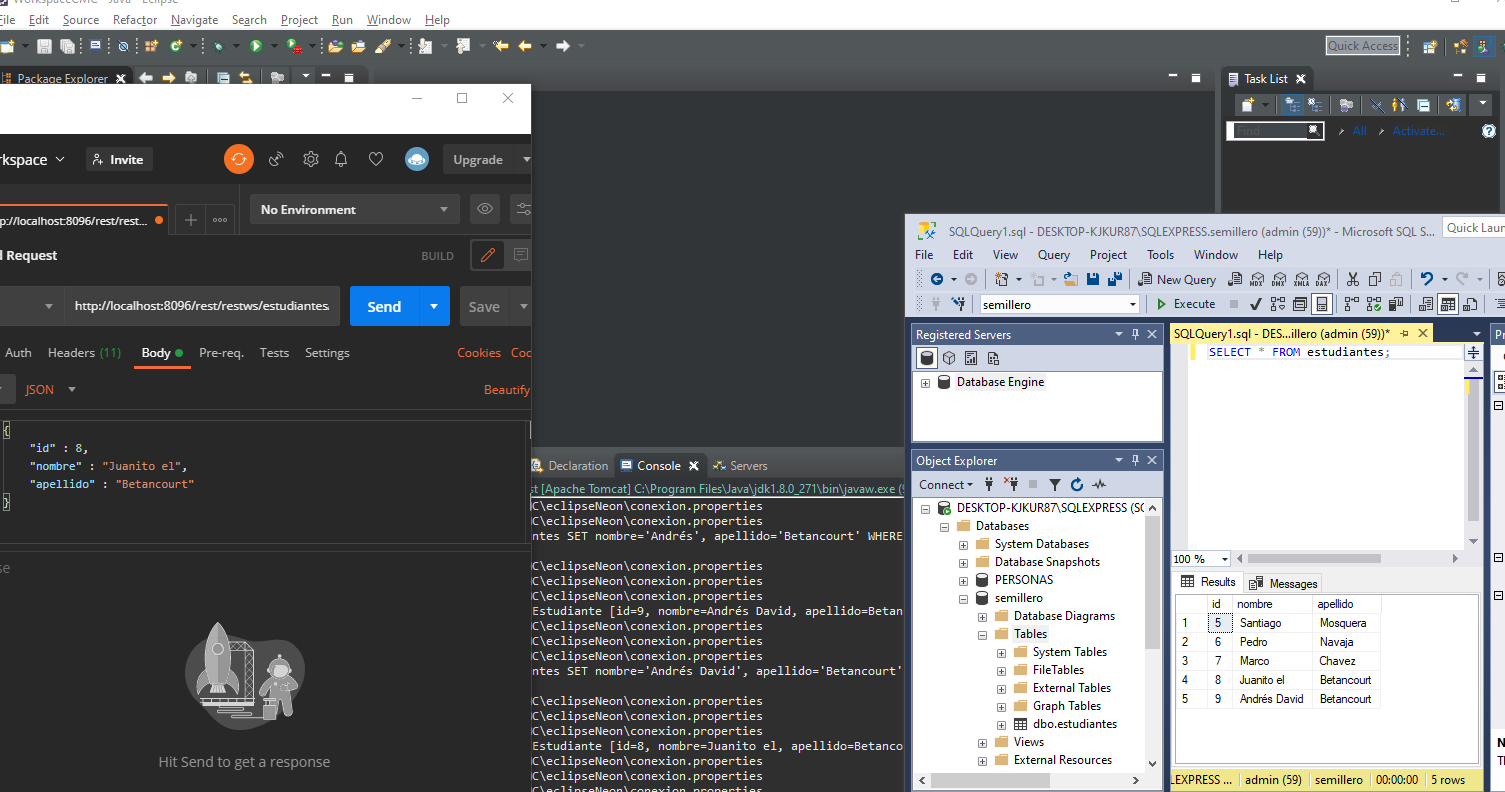 WorkspaceCMC - Java - Eclipse
File Edit Source Refactor Navigate Search Project Run Window Help
Quick Access
Package Explorer
Task List
Find
All
Activate...
rkspace
Invite
Upgrade
p://localhost:8096/rest/rest...
No Environment
d Request
BUILD
http://localhost:8096/rest/restws/estudiantes
Send
Save
Auth Headers (11) Body Pre-req. Tests Settings Cookies Coc
JSON
Beautify
{
"id" : 8,
"nombre" : "Juanito el",
"apellido" : "Betancourt"
}
se
Hit Send to get a response
Declaration Console Servers
st [Apache Tomcat] C:\Program Files\Java\jdk1.8.0_271\bin\javaw.exe (9
C\eclipseNeon\conexion.properties
C\eclipseNeon\conexion.properties
ntes SET nombre='Andrés', apellido='Betancourt' WHERE
C\eclipseNeon\conexion.properties
C\eclipseNeon\conexion.properties
C\eclipseNeon\conexion.properties
Estudiante [id=9, nombre=Andrés David, apellido=Betan
C\eclipseNeon\conexion.properties
C\eclipseNeon\conexion.properties
C\eclipseNeon\conexion.properties
ntes SET nombre='Andrés David', apellido='Betancourt'
C\eclipseNeon\conexion.properties
C\eclipseNeon\conexion.properties
C\eclipseNeon\conexion.properties
Estudiante [id=8, nombre=Juanito el, apellido=Betanco
C\eclipseNeon\conexion.properties
C\eclipseNeon\conexion.properties
C\eclipseNeon\conexion.properties
SQLQuery1.sql - DESKTOP-KJKUR87\SQLEXPRESS.semillero (admin (59))* - Microsoft SQL S...
Quick Laun
File Edit View Query Project Tools Window Help
New Query
MDX DMX XMLA DAX
semillero
Execute
Registered Servers
Database Engine
Object Explorer
Connect
DESKTOP-KJKUR87\SQLEXPRESS (SC
Databases
System Databases
Database Snapshots
PERSONAS
semillero
Database Diagrams
Tables
System Tables
FileTables
External Tables
Graph Tables
dbo.estudiantes
Views
External Resources
SQLQuery1.sql - DES...illero (admin (59))*
SELECT * FROM estudiantes;
100 %
Results Messages
id nombre apellido
1 5 Santiago Mosquera
2 6 Pedro Navaja
3 7 Marco Chavez
4 8 Juanito el Betancourt
5 9 Andrés David Betancourt
LEXPRESS ... admin (59) semillero 00:00:00 5 rows
Pr
N
Th